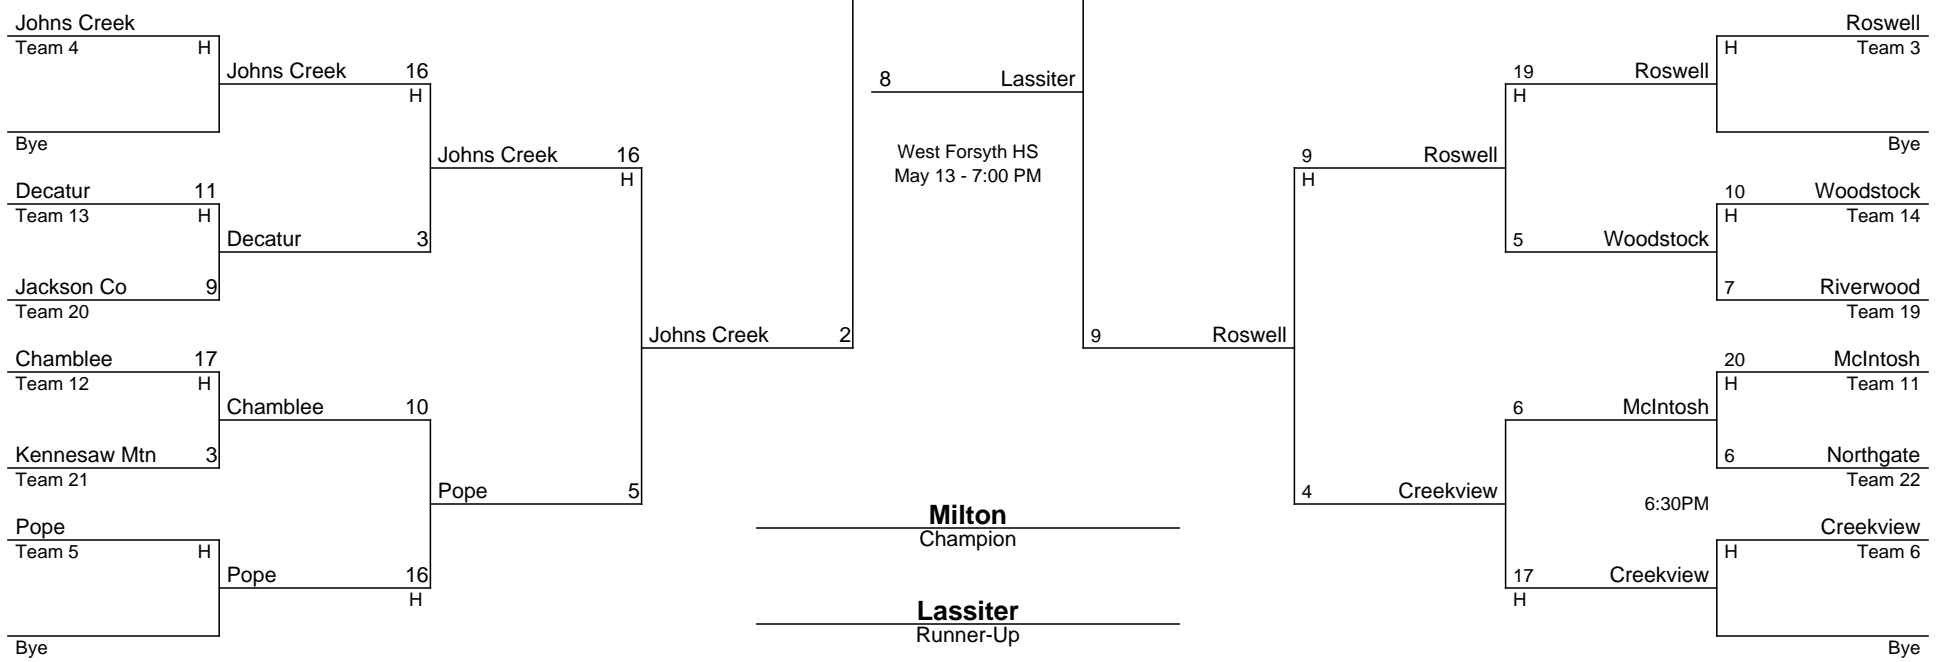 Johns Creek
Team 4 H
Johns Creek 16
H
Bye
Johns Creek 16
H
Decatur 11
Team 13 H
Decatur 3
Jackson Co 9
Team 20
Johns Creek 2
Chamblee 17
Team 12 H
Chamblee 10
Kennesaw Mtn 3
Team 21
Pope 5
Pope
Team 5 H
Pope 16
H
Bye
8 Lassiter
West Forsyth HS
May 13 - 7:00 PM
Milton
Champion
Lassiter
Runner-Up
Roswell
H Team 3
19 Roswell
H
Bye
9 Roswell
H
10 Woodstock
H Team 14
5 Woodstock
7 Riverwood
Team 19
9 Roswell
20 McIntosh
H Team 11
6 McIntosh
6 Northgate
Team 22
4 Creekview
6:30PM
Creekview
H Team 6
17 Creekview
H
Bye